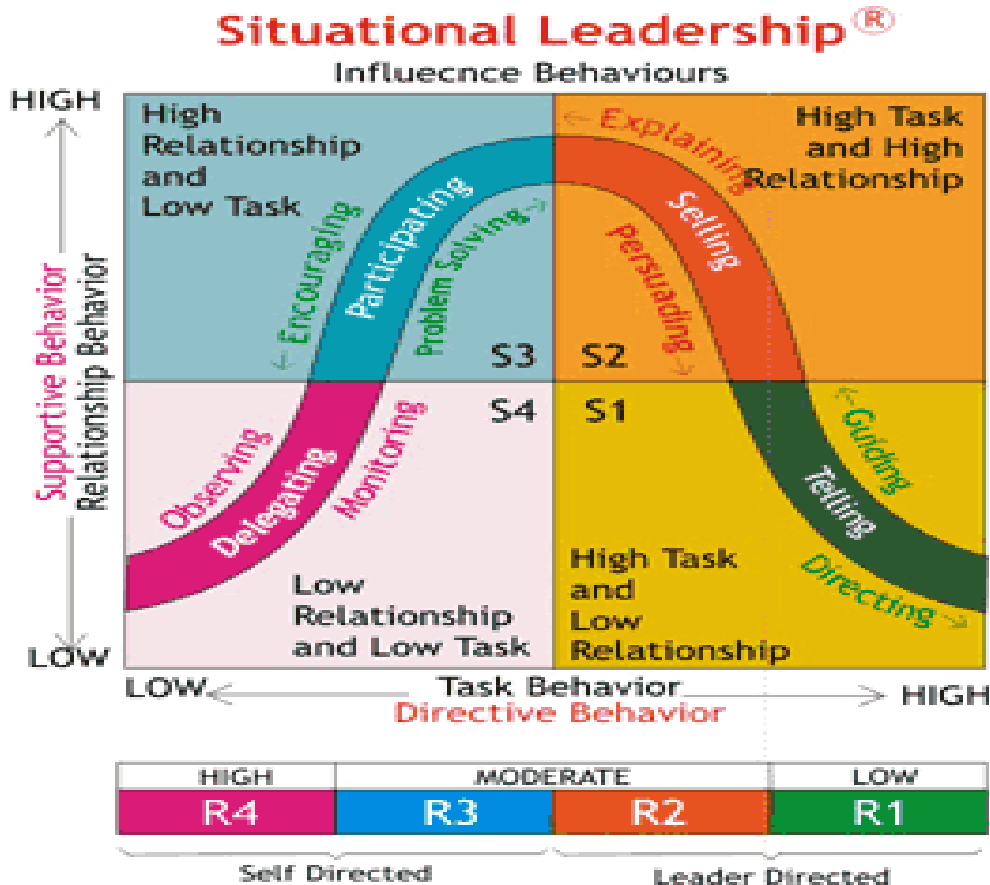 Situational Leadership®
Influecnce Behaviours
HIGH
High
Relationship
and
Low Task
Encouraging
Participating
Problem Solving
S3
Explaining
High Task
and High
Relationship
Selling
Persuading
S2
Supportive Behavior
Relationship Behavior
S4
Observing
Delegating
Monitoring
Low
Relationship
and Low Task
S1
Guiding
Telling
Directing
High Task
and
Low
Relationship
LOW
LOW
Task Behavior
HIGH
Directive Behavior
HIGH
MODERATE
LOW
R4
R3
R2
R1
Self Directed
Leader Directed